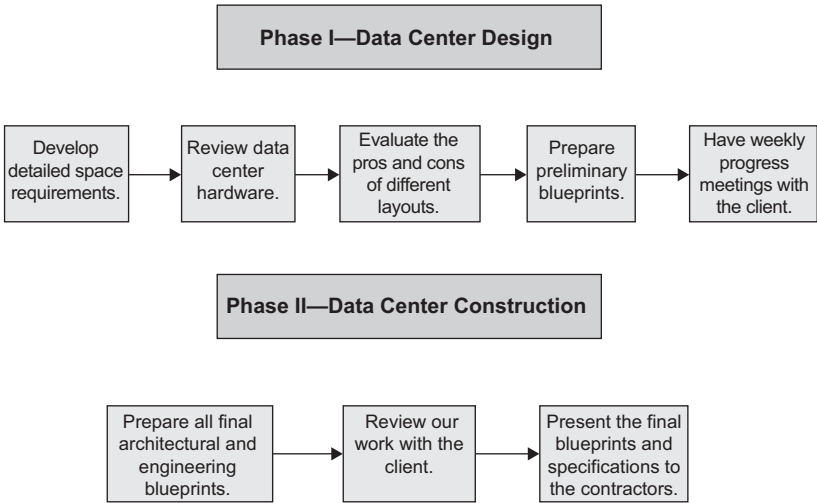 Phase I—Data Center Design
Develop
detailed space
requirements.
Review data
center
hardware.
Evaluate the
pros and cons
of different
layouts.
Prepare
preliminary
blueprints.
Have weekly
progress
meetings with
the client.
Phase II—Data Center Construction
Prepare all final
architectural and
engineering
blueprints.
Review our
work with the
client.
Present the final
blueprints and
specifications to
the contractors.